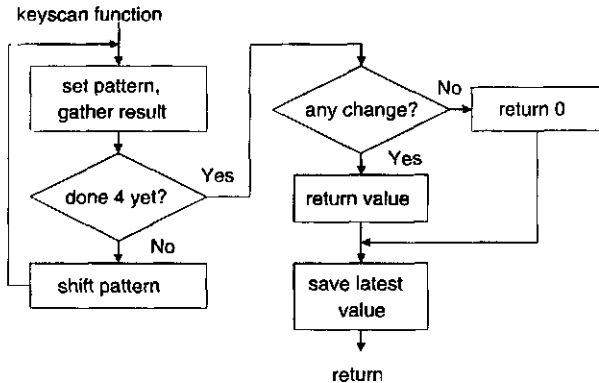 keyscan function
set pattern,
gather result
done 4 yet?
Yes
No
shift pattern
any change?
No
return 0
Yes
return value
save latest
value
return